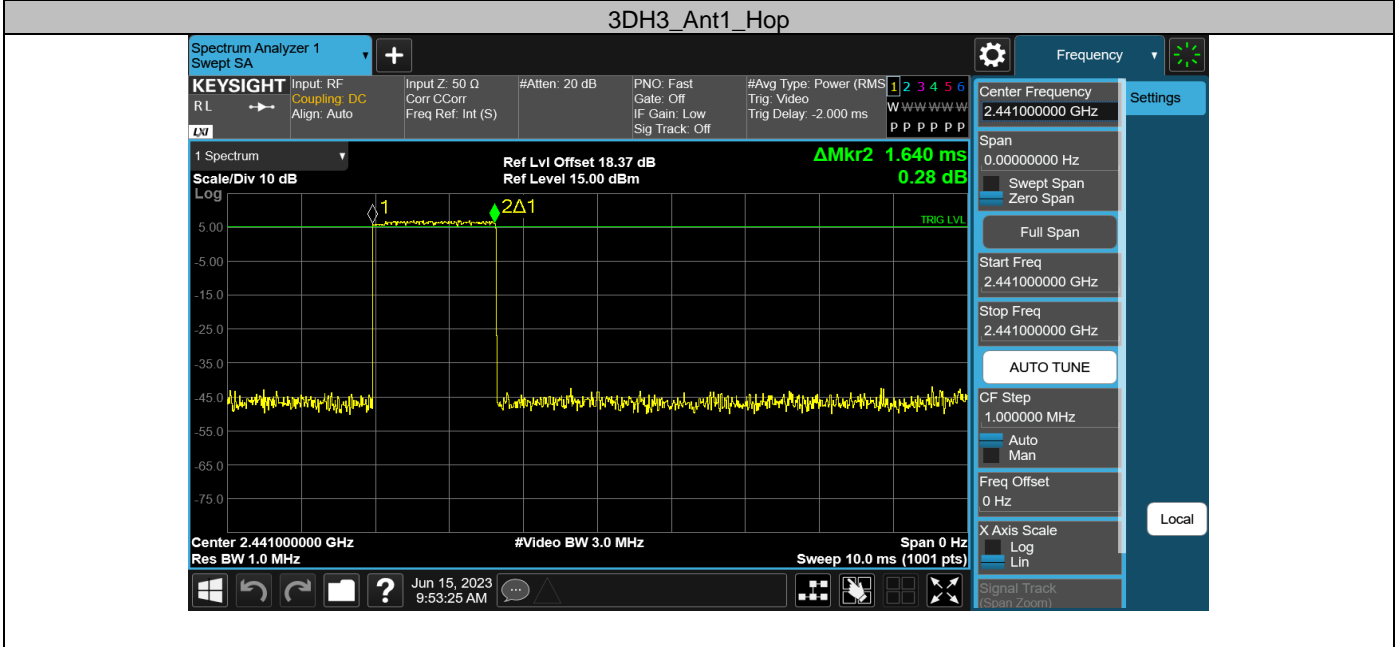 3DH3_Ant1_Hop
Spectrum Analyzer 1
Swept SA
+
Frequency
KEYSIGHT
R L
LXI
Input: RF
Coupling: DC
Align: Auto
Input Z: 50 Ω
Corr CCorr
Freq Ref: Int (S)
#Atten: 20 dB
PNO: Fast
Gate: Off
IF Gain: Low
Sig Track: Off
#Avg Type: Power (RMS
Trig: Video
Trig Delay: -2.000 ms
1 2 3 4 5 6
W W W W W W
P P P P P P
1 Spectrum
Scale/Div 10 dB
Log
Ref Lvl Offset 18.37 dB
Ref Level 15.00 dBm
ΔMkr2 1.640 ms
0.28 dB
1
2Δ1
TRIG LVL
5.00
-5.00
-15.0
-25.0
-35.0
-45.0
-55.0
-65.0
-75.0
Center 2.441000000 GHz
Res BW 1.0 MHz
#Video BW 3.0 MHz
Span 0 Hz
Sweep 10.0 ms (1001 pts)
Center Frequency
2.441000000 GHz
Settings
Span
0.00000000 Hz
Swept Span
Zero Span
Full Span
Start Freq
2.441000000 GHz
Stop Freq
2.441000000 GHz
AUTO TUNE
CF Step
1.000000 MHz
Auto
Man
Freq Offset
0 Hz
X Axis Scale
Log
Lin
Local
Signal Track
(Span Zoom)
?
Jun 15, 2023
9:53:25 AM